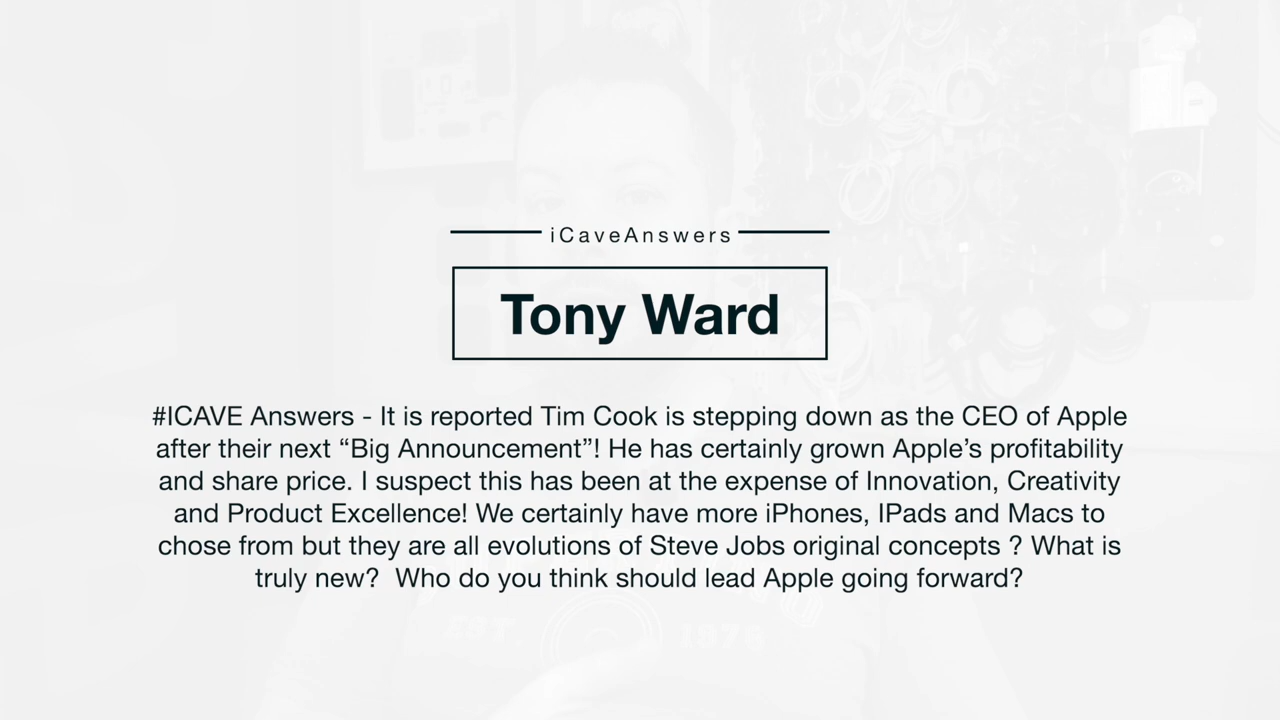 iCaveAnswers
Tony Ward
#ICAVE Answers - It is reported Tim Cook is stepping down as the CEO of Apple
after their next “Big Announcement”! He has certainly grown Apple’s profitability
and share price. I suspect this has been at the expense of Innovation, Creativity
and Product Excellence! We certainly have more iPhones, IPads and Macs to
chose from but they are all evolutions of Steve Jobs original concepts ? What is
truly new?  Who do you think should lead Apple going forward?
EST
1976